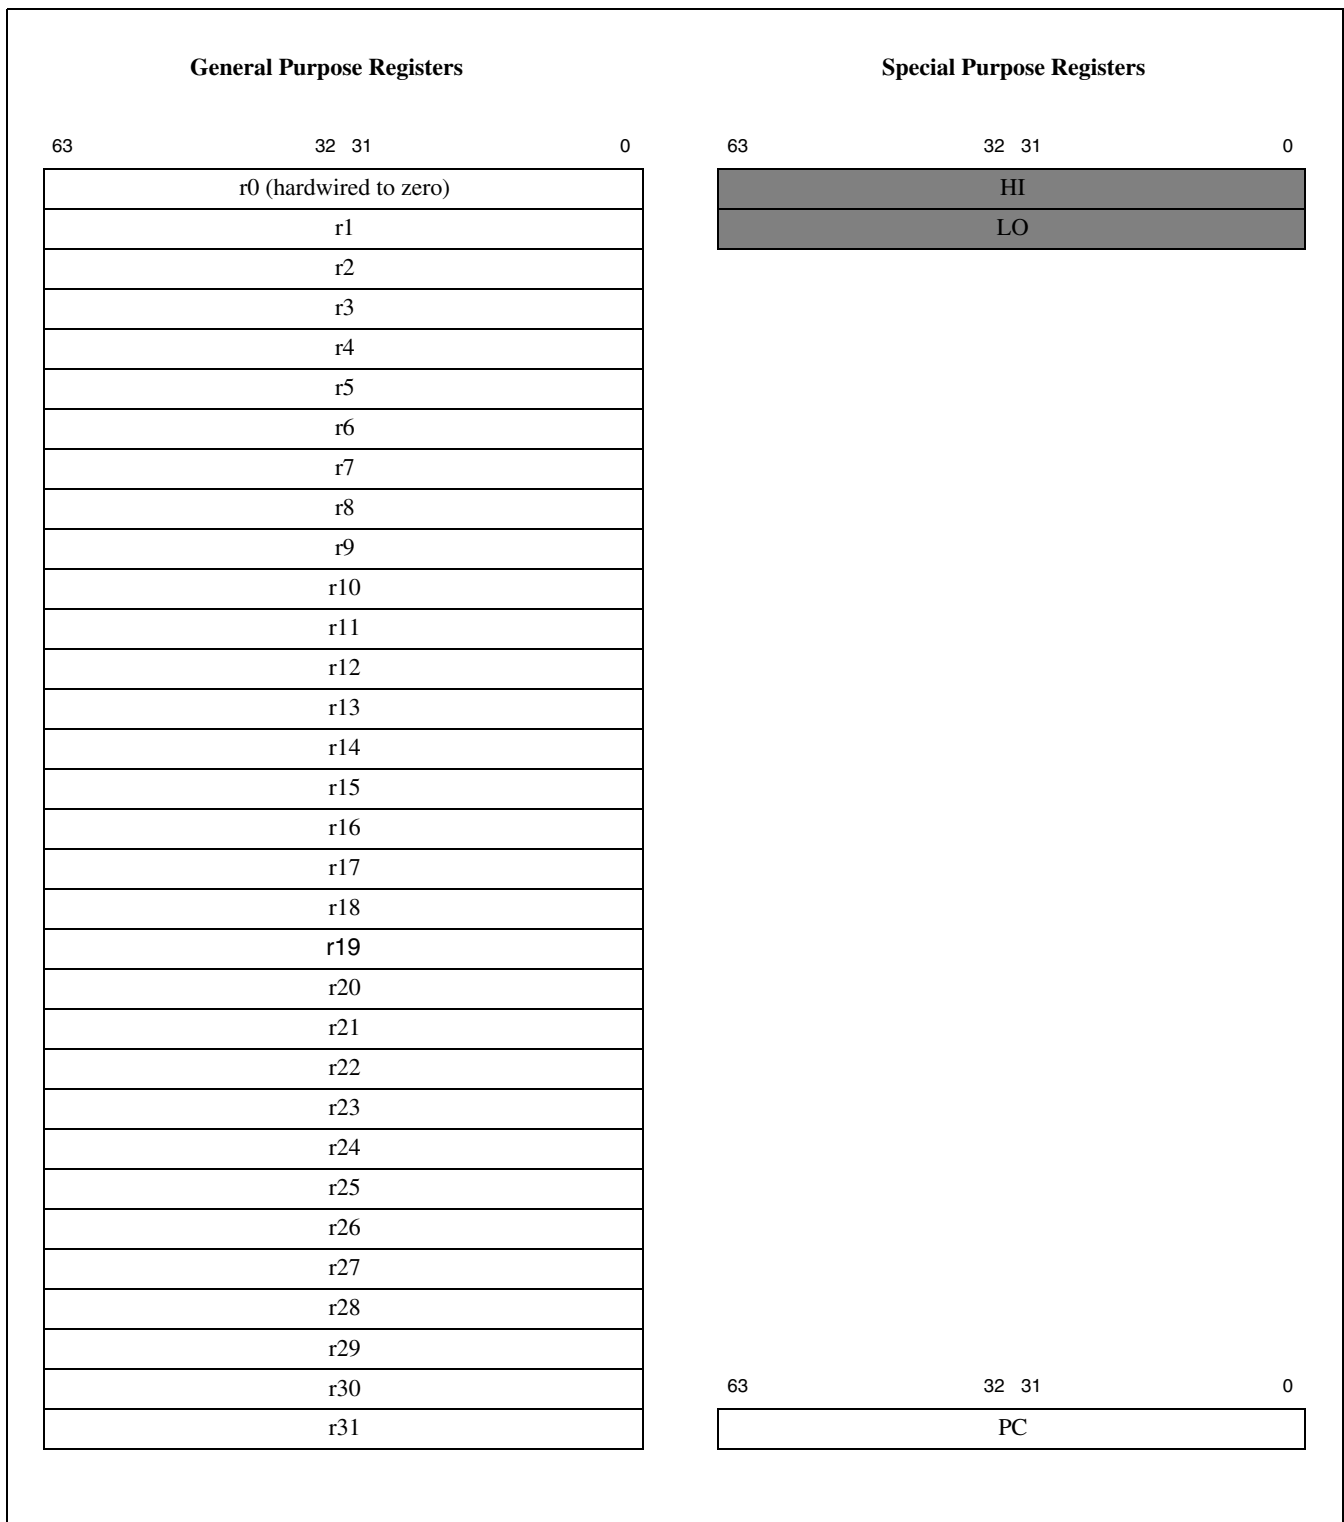 General Purpose Registers
63 32 31 0
r0 (hardwired to zero)
r1
r2
r3
r4
r5
r6
r7
r8
r9
r10
r11
r12
r13
r14
r15
r16
r17
r18
r19
r20
r21
r22
r23
r24
r25
r26
r27
r28
r29
r30
r31
Special Purpose Registers
63 32 31 0
HI
LO
63 32 31 0
PC